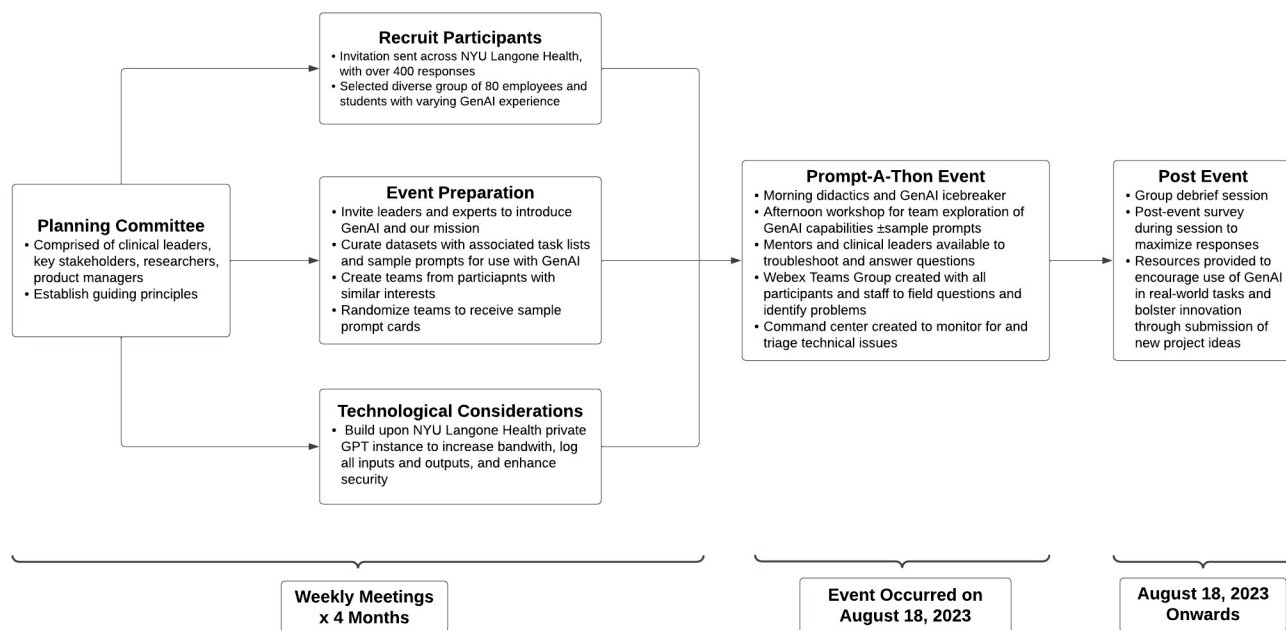 Recruit Participants
• Invitation sent across NYU Langone Health,
with over 400 responses
• Selected diverse group of 80 employees and
students with varying GenAI experience
Planning Committee
• Comprised of clinical leaders,
key stakeholders, researchers,
product managers
• Establish guiding principles
Event Preparation
• Invite leaders and experts to introduce
GenAI and our mission
• Curate datasets with associated task lists
and sample prompts for use with GenAI
• Create teams from particiapnts with
similar interests
• Randomize teams to receive sample
prompt cards
Technological Considerations
• Build upon NYU Langone Health private
GPT instance to increase bandwith, log
all inputs and outputs, and enhance
security
Prompt-A-Thon Event
• Morning didactics and GenAI icebreaker
• Afternoon workshop for team exploration of
GenAI capabilities ±sample prompts
• Mentors and clinical leaders available to
troubleshoot and answer questions
• Webex Teams Group created with all
participants and staff to field questions and
identify problems
• Command center created to monitor for and
triage technical issues
Post Event
• Group debrief session
• Post-event survey
during session to
maximize responses
• Resources provided to
encourage use of GenAI
in real-world tasks and
bolster innovation
through submission of
new project ideas
Weekly Meetings
x 4 Months
Event Occurred on
August 18, 2023
August 18, 2023
Onwards